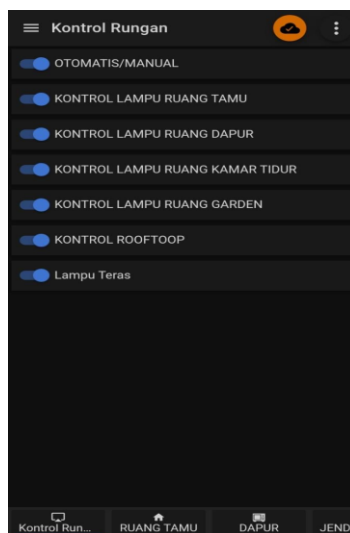 Kontrol Rungan
OTOMATIS/MANUAL
KONTROL LAMPU RUANG TAMU
KONTROL LAMPU RUANG DAPUR
KONTROL LAMPU RUANG KAMAR TIDUR
KONTROL LAMPU RUANG GARDEN
KONTROL ROOFTOOP
Lampu Teras
Kontrol Run... RUANG TAMU DAPUR JEND